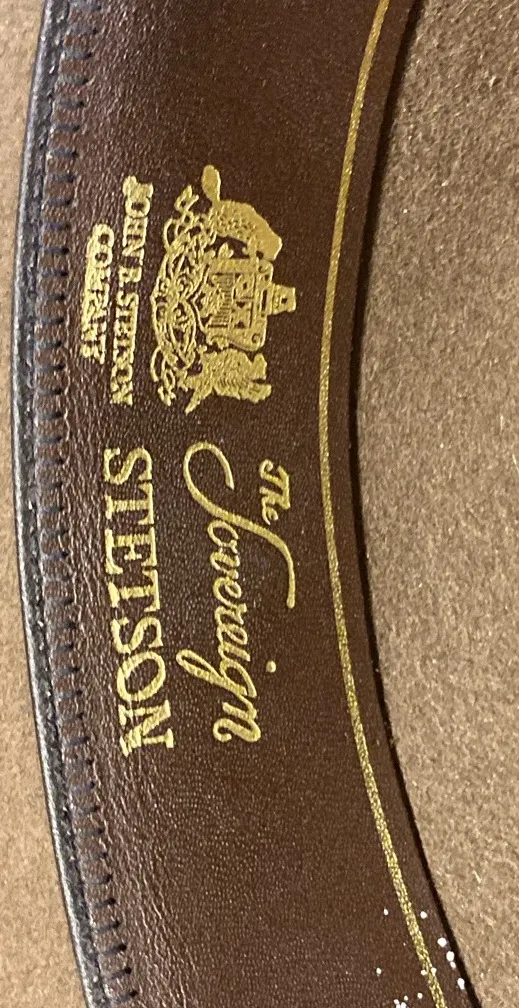 JOHN B. STETSON
COMPANY
The Sovereign
STETSON